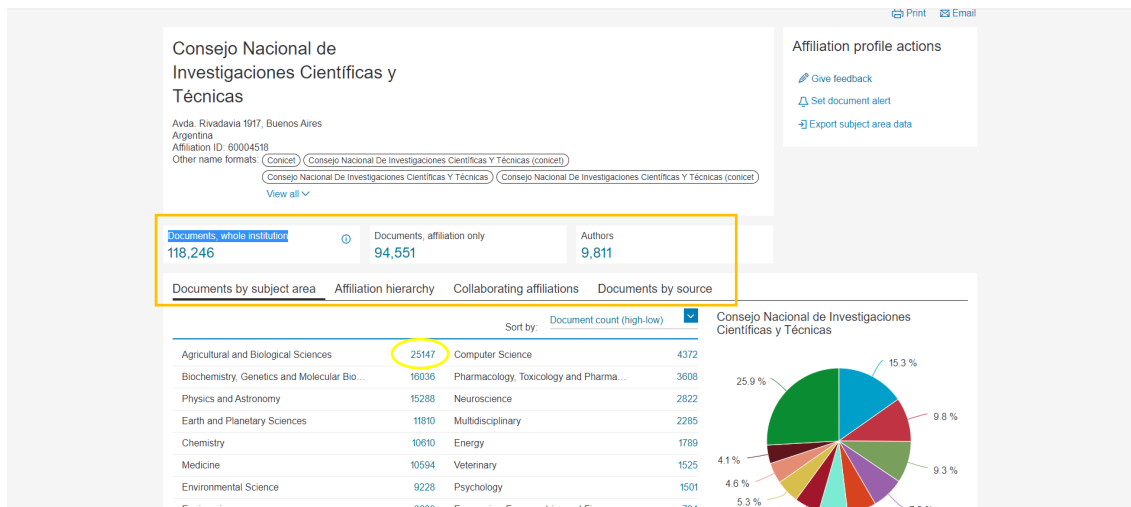 Print Email
Consejo Nacional de
Investigaciones Científicas y
Técnicas
Avda. Rivadavia 1917, Buenos Aires
Argentina
Affiliation ID: 60004518
Other name formats: Conicet Consejo Nacional De Investigaciones Científicas Y Técnicas (conicet)
Consejo Nacional De Investigaciones Científicas Y Técnicas Consejo Nacional De Investigaciones Científicas Y Técnicas (conicet
View all
Affiliation profile actions
Give feedback
Set document alert
Export subject area data
Documents, whole institution
118,246
Documents, affiliation only
94,551
Authors
9,811
Documents by subject area Affiliation hierarchy Collaborating affiliations Documents by source
Sort by: Document count (high-low)
Agricultural and Biological Sciences 25147 Computer Science 4372
Biochemistry, Genetics and Molecular Bio... 16036 Pharmacology, Toxicology and Pharma... 3608
Physics and Astronomy 15288 Neuroscience 2822
Earth and Planetary Sciences 11810 Multidisciplinary 2285
Chemistry 10610 Energy 1789
Medicine 10594 Veterinary 1525
Environmental Science 9228 Psychology 1501
Consejo Nacional de Investigaciones
Científicas y Técnicas
15.3 %
25.9 %
9.8 %
9.3 %
4.1 %
4.6 %
5.3 %